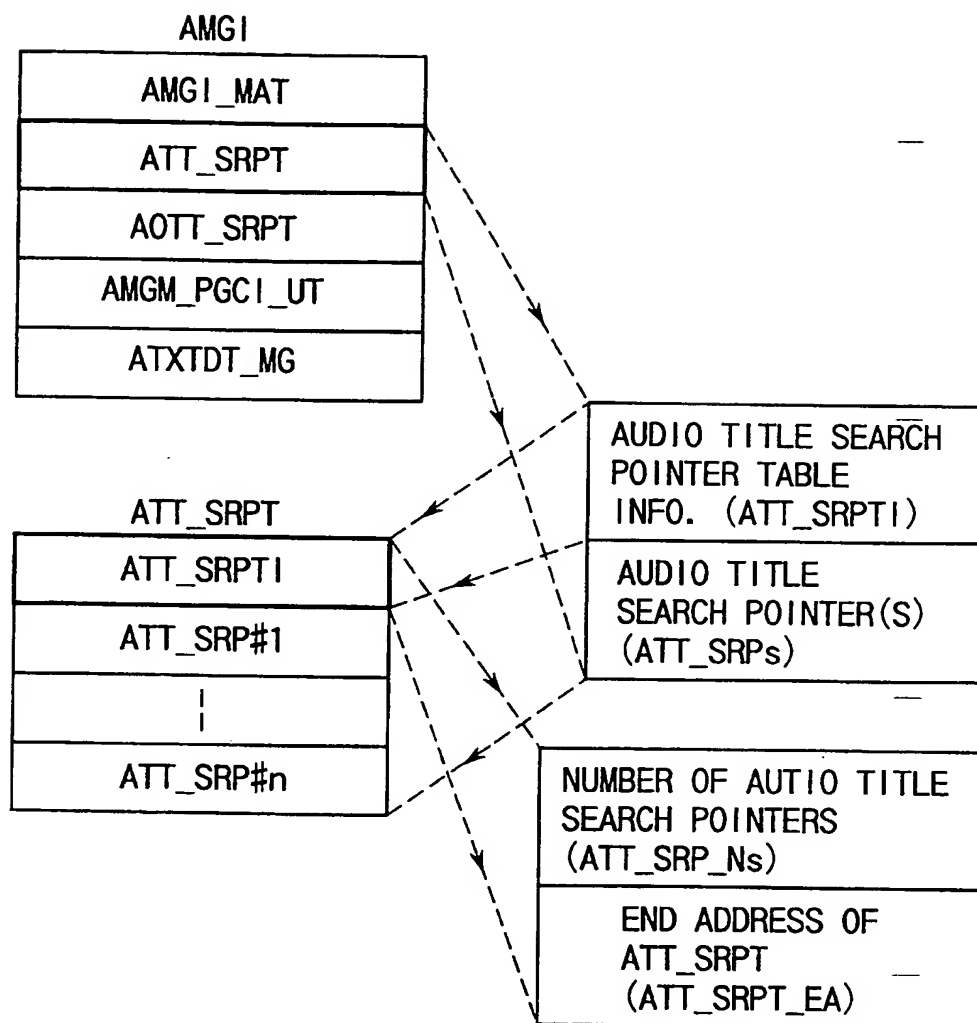 AMGI
AMGI_MAT
ATT_SRPT
AOTT_SRPT
AMGM_PGCI_UT
ATXTDT_MG
AUDIO TITLE SEARCH
POINTER TABLE
INFO. (ATT_SRPTI)
AUDIO TITLE
SEARCH POINTER(S)
(ATT_SRPs)
ATT_SRPT
ATT_SRPTI
ATT_SRP#1
ATT_SRP#n
NUMBER OF AUTIO TITLE
SEARCH POINTERS
(ATT_SRP_Ns)
END ADDRESS OF
ATT_SRPT
(ATT_SRPT_EA)